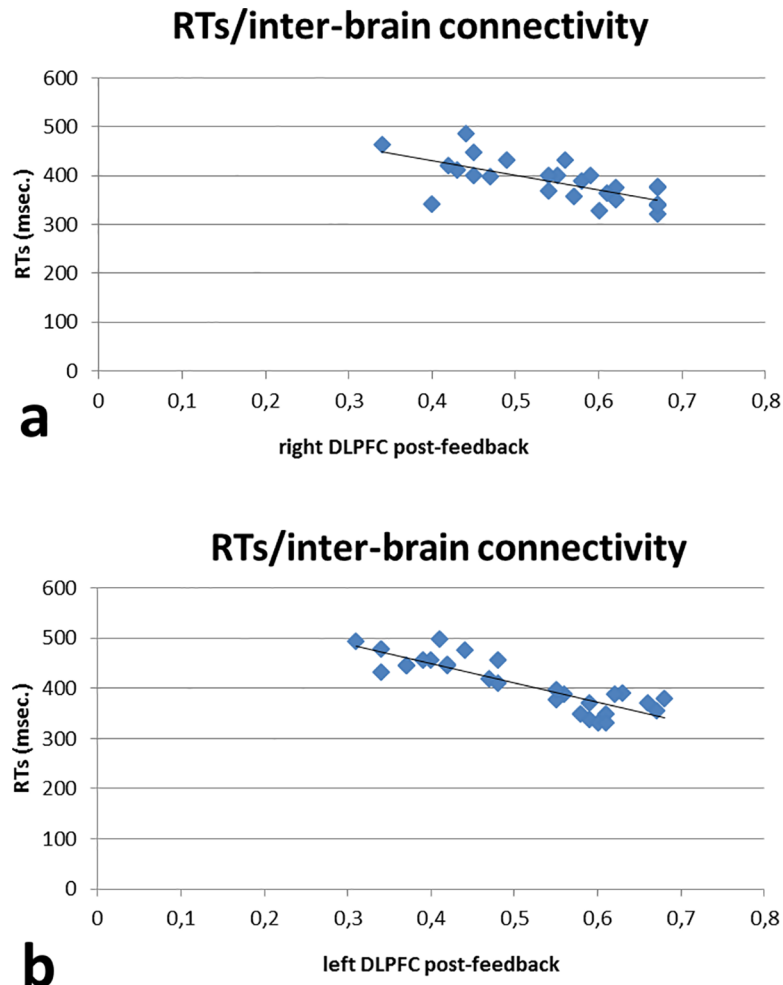 RTs/inter-brain connectivity
600
500
400
300
200
100
0
RTs (msec.)
0 0,1 0,2 0,3 0,4 0,5 0,6 0,7 0,8
a
right DLPFC post-feedback
RTs/inter-brain connectivity
600
500
400
300
200
100
0
RTs (msec.)
0 0,1 0,2 0,3 0,4 0,5 0,6 0,7 0,8
b
left DLPFC post-feedback